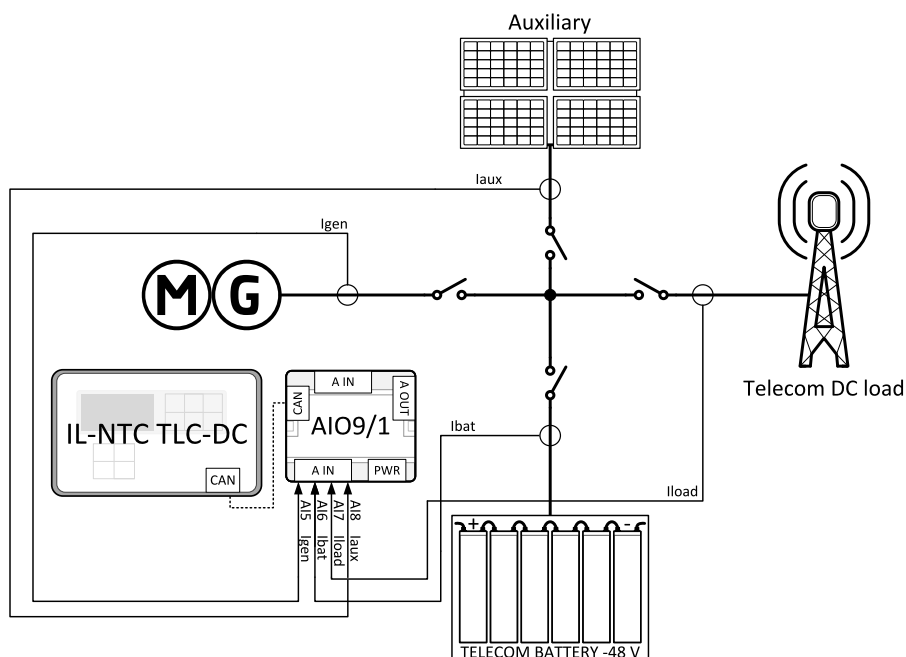 Auxiliary
Iaux
Igen
M G
Telecom DC load
A IN
CAN
A OUT
AIO9/1
IL-NTC TLC-DC
CAN
A IN
PWR
Ibat
Iload
AI5 Igen
AI6 Ibat
AI7 Iload
AI8 Iaux
+ -
TELECOM BATTERY -48 V